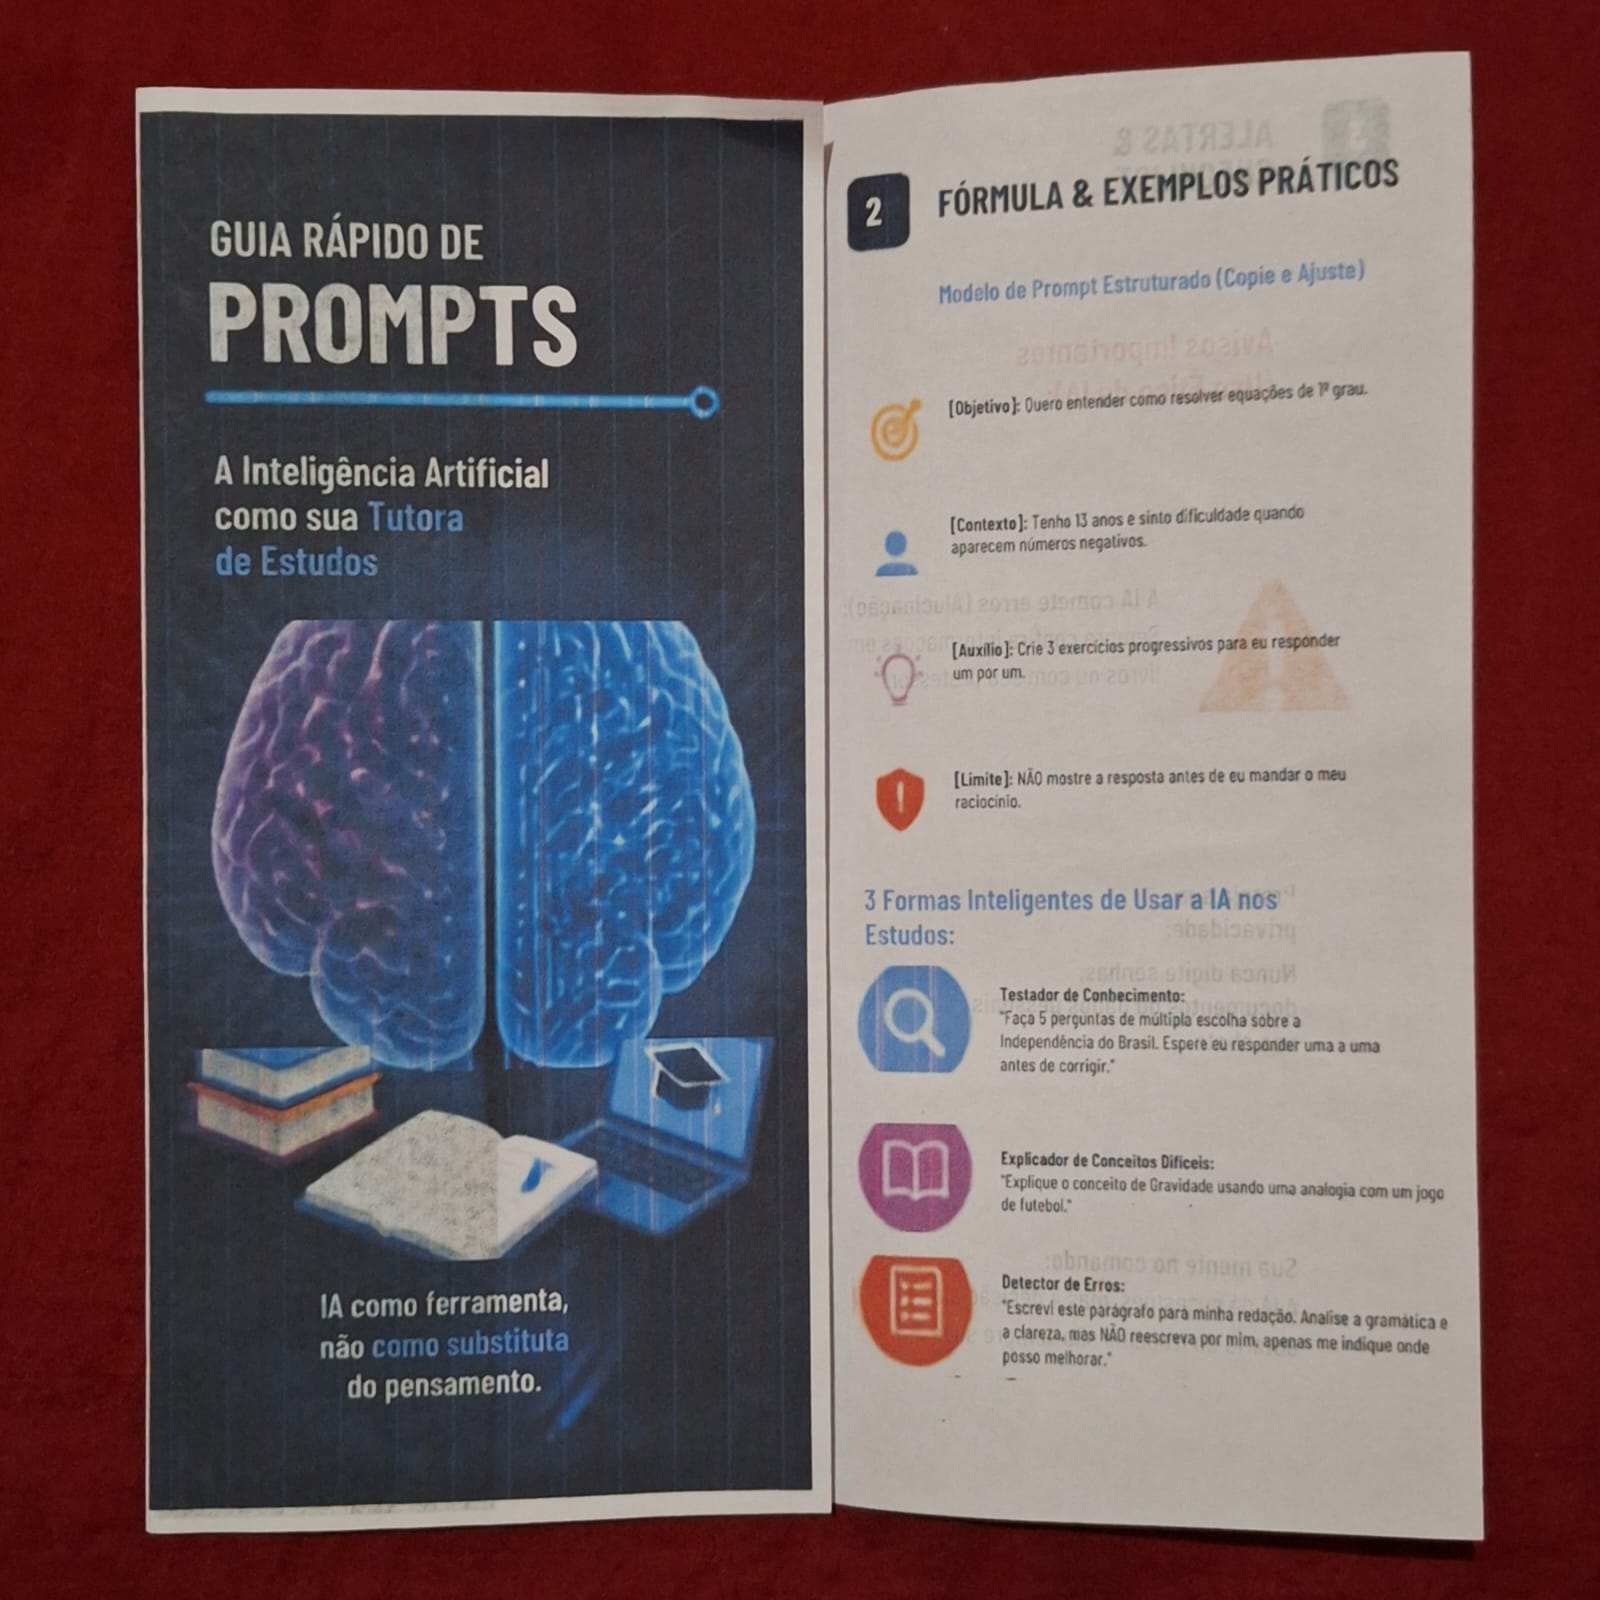 GUIA RÁPIDO DE
PROMPTS
A Inteligência Artificial
como sua Tutora
de Estudos
IA como ferramenta,
não como substituta
do pensamento.
2
FÓRMULA & EXEMPLOS PRÁTICOS
Modelo de Prompt Estruturado (Copie e Ajuste)
[Objetivo]: Quero entender como resolver equações de 1º grau.
[Contexto]: Tenho 13 anos e sinto dificuldade quando
aparecem números negativos.
[Auxílio]: Crie 3 exercícios progressivos para eu responder
um por um.
[Limite]: NÃO mostre a resposta antes de eu mandar o meu
raciocínio.
3 Formas Inteligentes de Usar a IA nos
Estudos:
Testador de Conhecimento:
"Faça 5 perguntas de múltipla escolha sobre a
Independência do Brasil. Espere eu responder uma a uma
antes de corrigir."
Explicador de Conceitos Difíceis:
"Explique o conceito de Gravidade usando uma analogia com um jogo
de futebol."
Detector de Erros:
"Escrevi este parágrafo para minha redação. Analise a gramática e
a clareza, mas NÃO reescreva por mim, apenas me indique onde
posso melhorar."